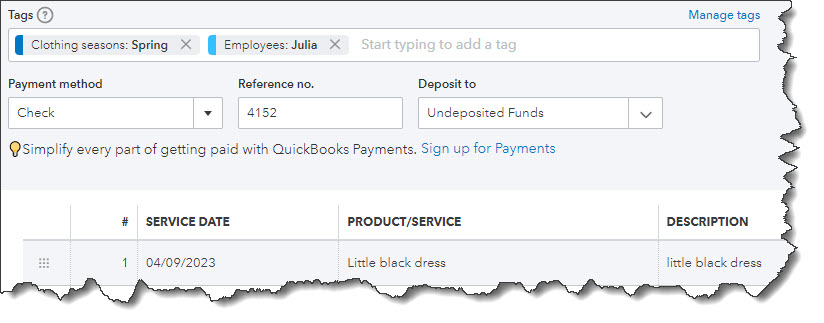 Tags ? Manage tags
Clothing seasons: Spring × Employees: Julia × Start typing to add a tag
Payment method Reference no. Deposit to
Check 4152 Undeposited Funds
Simplify every part of getting paid with QuickBooks Payments. Sign up for Payments
# SERVICE DATE PRODUCT/SERVICE DESCRIPTION
1 04/09/2023 Little black dress little black dress